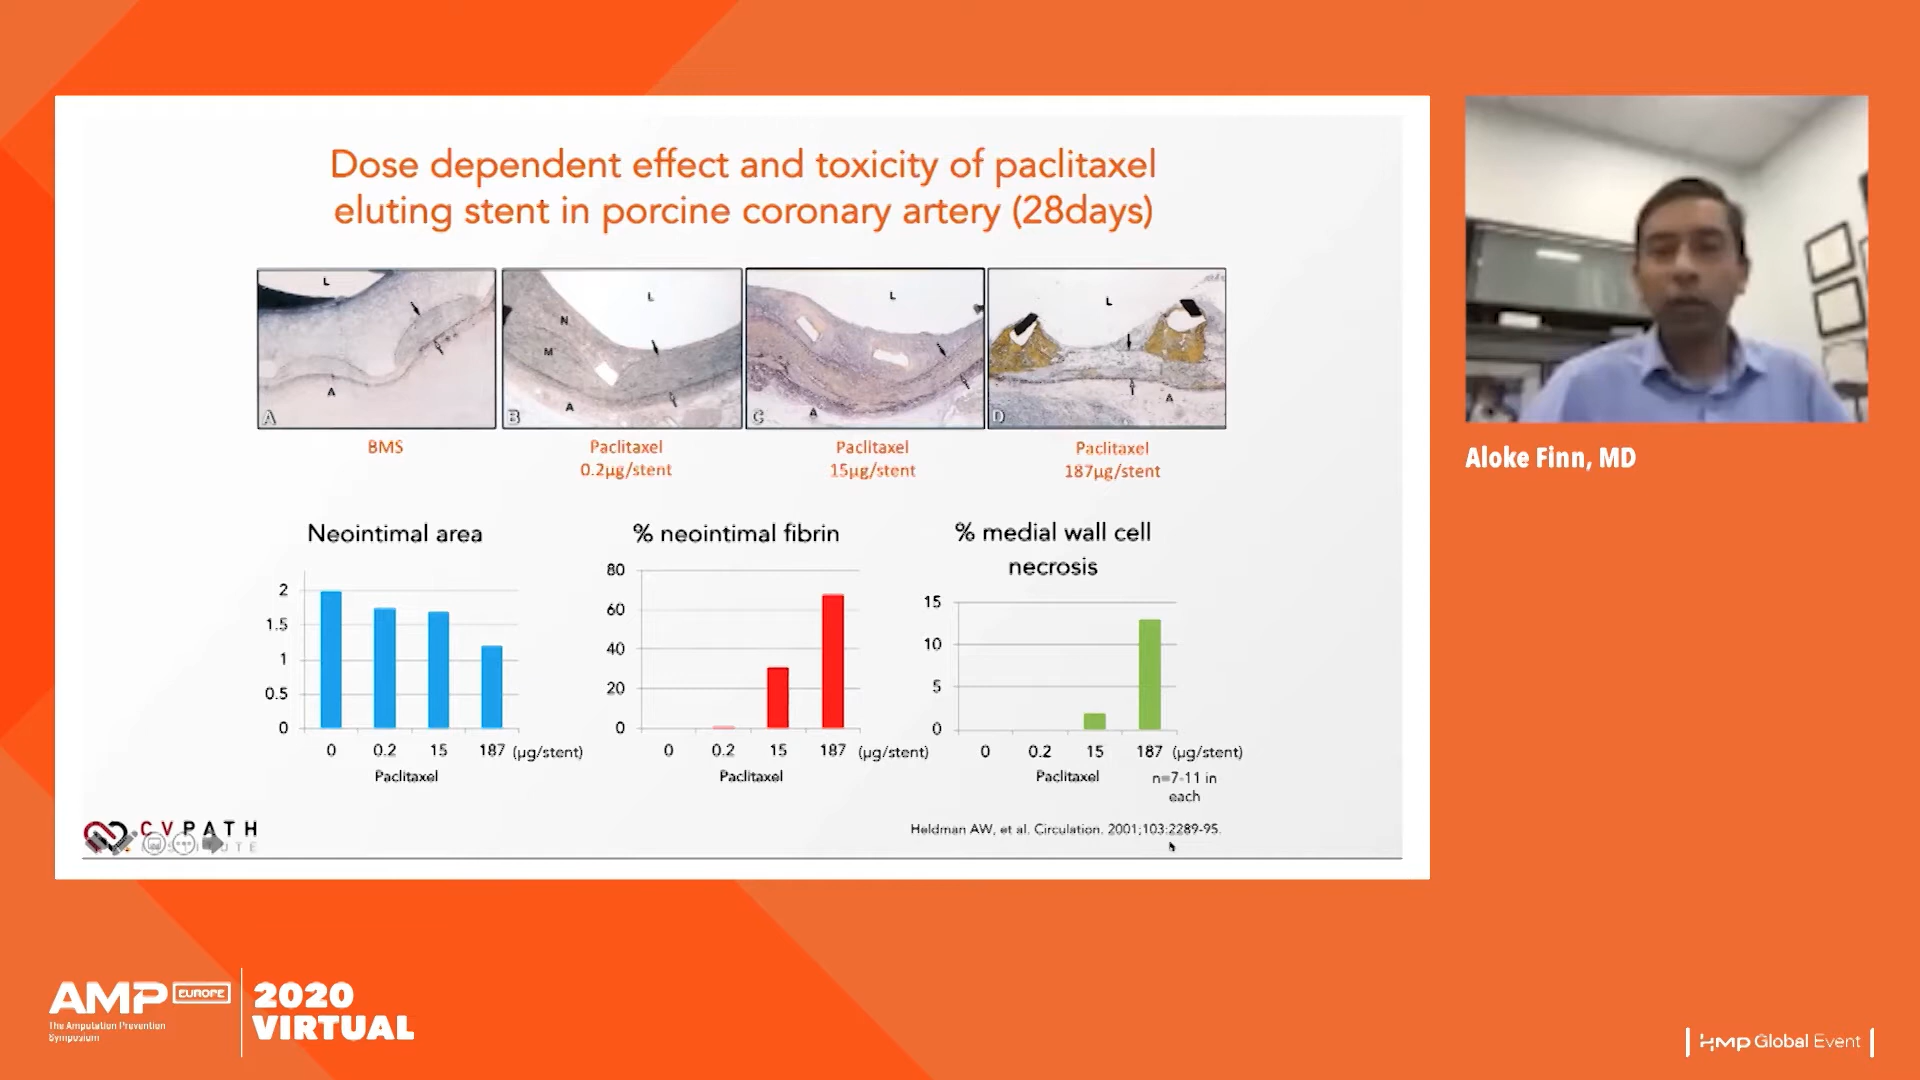 Dose dependent effect and toxicity of paclitaxel
eluting stent in porcine coronary artery (28days)
L
A
A
L
N
M
A
B
L
A
C
L
A
D
BMS
Paclitaxel
0.2µg/stent
Paclitaxel
15µg/stent
Paclitaxel
187µg/stent
Neointimal area
2
1.5
1
0.5
0
0 0.2 15 187 (µg/stent)
Paclitaxel
% neointimal fibrin
80
60
40
20
0
0 0.2 15 187 (µg/stent)
Paclitaxel
% medial wall cell
necrosis
15
10
5
0
0 0.2 15 187 (µg/stent)
Paclitaxel
n=7-11 in
each
CVPATH
Heldman AW, et al. Circulation. 2001;103:2289-95.
Aloke Finn, MD
AMP EUROPE
The Amputation Prevention
Symposium
2020
VIRTUAL
HMP Global Event